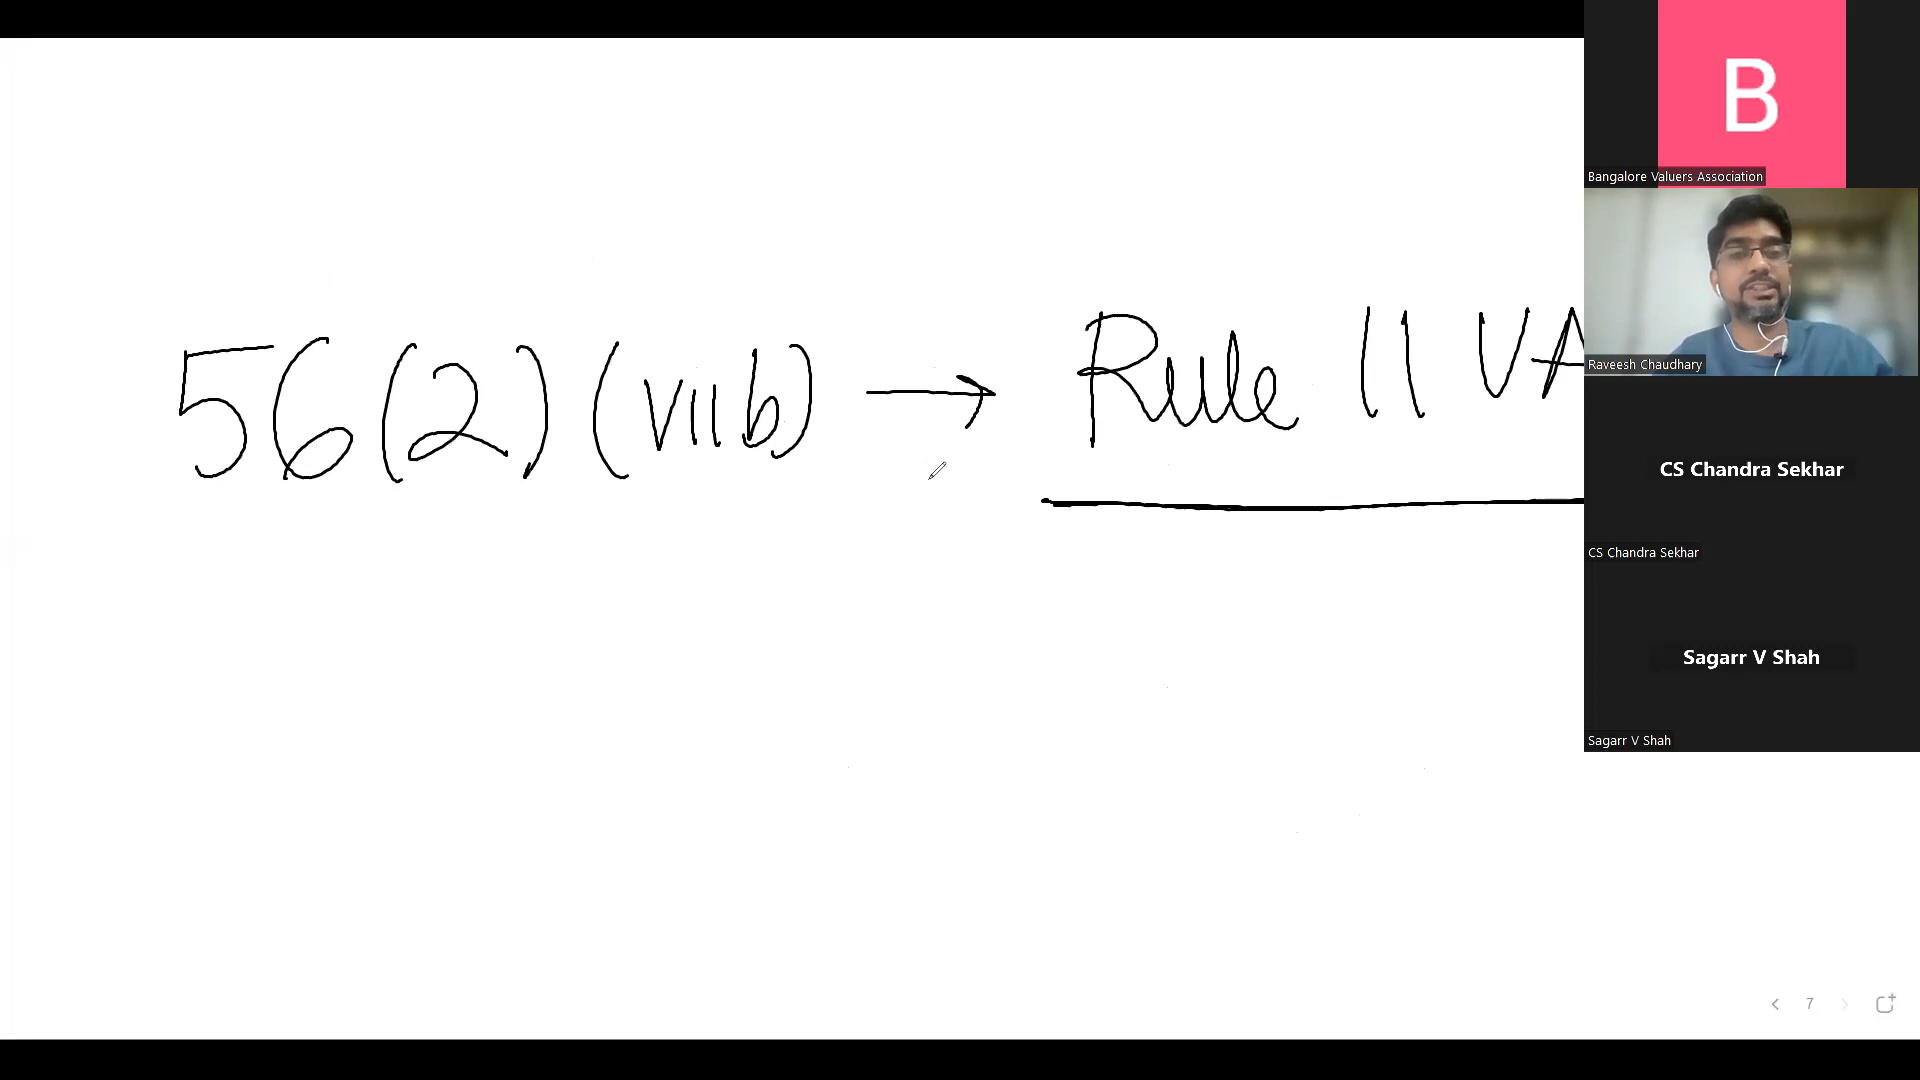 56(2)(viib) → Rule 11 UA
B
Bangalore Valuers Association
Raveesh Chaudhary
CS Chandra Sekhar
CS Chandra Sekhar
Sagarr V Shah
Sagarr V Shah
7